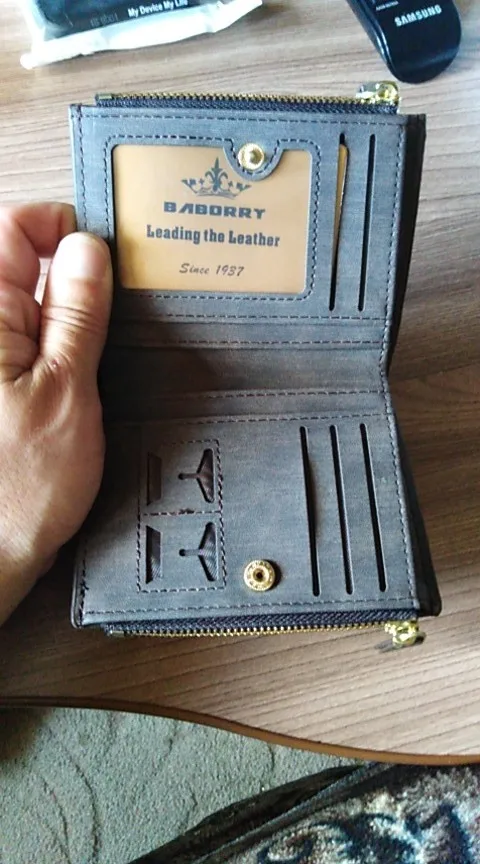 My Device My Life
SAMSUNG
BABORRY
Leading the Leather
Since 1937